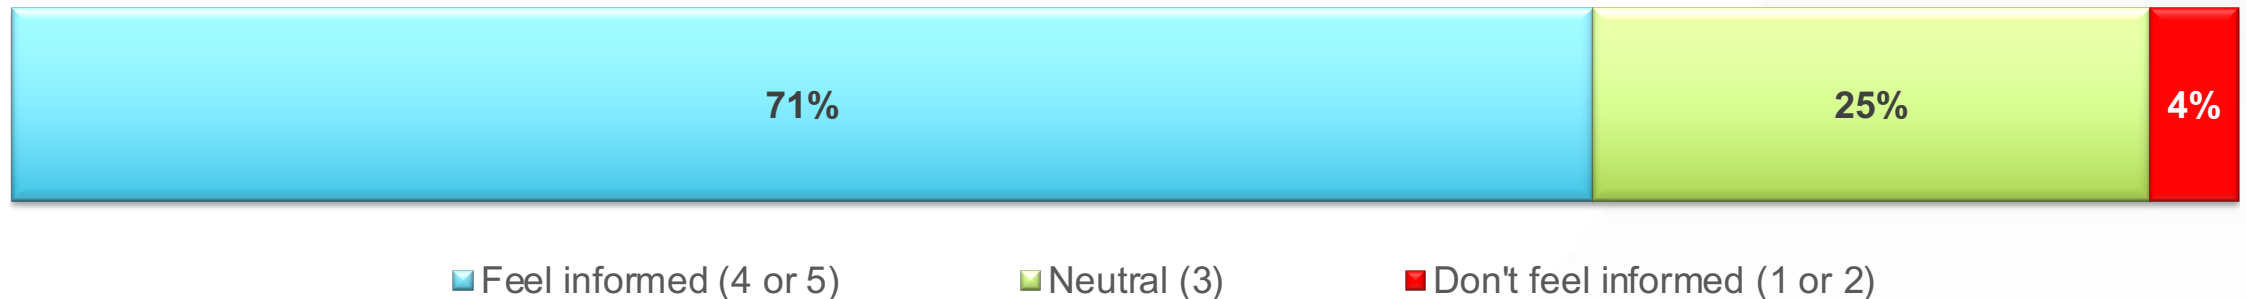 71% 25% 4%
Feel informed (4 or 5) Neutral (3) Don't feel informed (1 or 2)